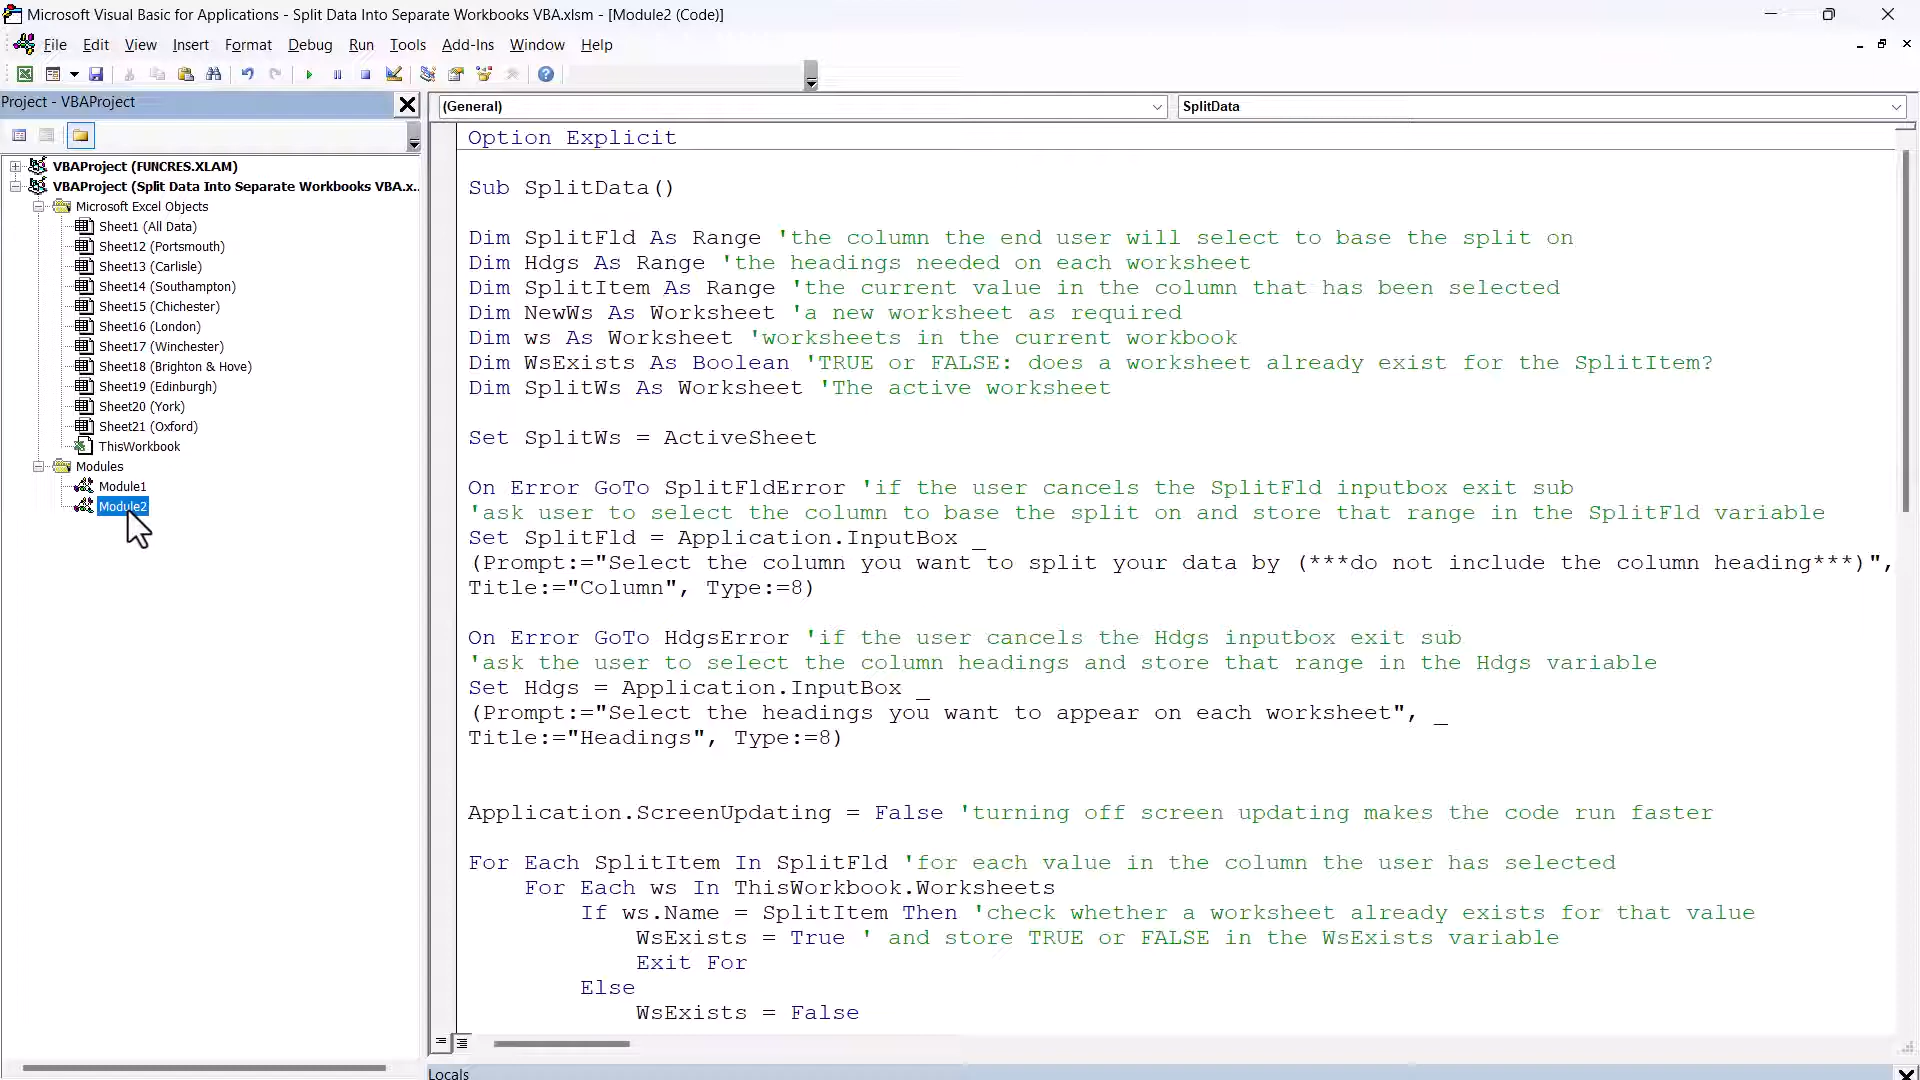 Microsoft Visual Basic for Applications - Split Data Into Separate Workbooks VBA.xlsm - [Module2 (Code)]
File Edit View Insert Format Debug Run Tools Add-Ins Window Help
Project - VBAProject
VBAProject (FUNCRES.XLAM)
VBAProject (Split Data Into Separate Workbooks VBA.x...
Microsoft Excel Objects
Sheet1 (All Data)
Sheet12 (Portsmouth)
Sheet13 (Carlisle)
Sheet14 (Southampton)
Sheet15 (Chichester)
Sheet16 (London)
Sheet17 (Winchester)
Sheet18 (Brighton & Hove)
Sheet19 (Edinburgh)
Sheet20 (York)
Sheet21 (Oxford)
ThisWorkbook
Modules
Module1
Module2
(General) SplitData
Option Explicit
Sub SplitData()
Dim SplitFld As Range 'the column the end user will select to base the split on
Dim Hdgs As Range 'the headings needed on each worksheet
Dim SplitItem As Range 'the current value in the column that has been selected
Dim NewWs As Worksheet 'a new worksheet as required
Dim ws As Worksheet 'worksheets in the current workbook
Dim WsExists As Boolean 'TRUE or FALSE: does a worksheet already exist for the SplitItem?
Dim SplitWs As Worksheet 'The active worksheet
Set SplitWs = ActiveSheet
On Error GoTo SplitFldError 'if the user cancels the SplitFld inputbox exit sub
'ask user to select the column to base the split on and store that range in the SplitFld variable
Set SplitFld = Application.InputBox _
(Prompt:="Select the column you want to split your data by (***do not include the column heading***)",
Title:="Column", Type:=8)
On Error GoTo HdgsError 'if the user cancels the Hdgs inputbox exit sub
'ask the user to select the column headings and store that range in the Hdgs variable
Set Hdgs = Application.InputBox _
(Prompt:="Select the headings you want to appear on each worksheet", _
Title:="Headings", Type:=8)
Application.ScreenUpdating = False 'turning off screen updating makes the code run faster
For Each SplitItem In SplitFld 'for each value in the column the user has selected
For Each ws In ThisWorkbook.Worksheets
If ws.Name = SplitItem Then 'check whether a worksheet already exists for that value
WsExists = True ' and store TRUE or FALSE in the WsExists variable
Exit For
Else
WsExists = False
Locals